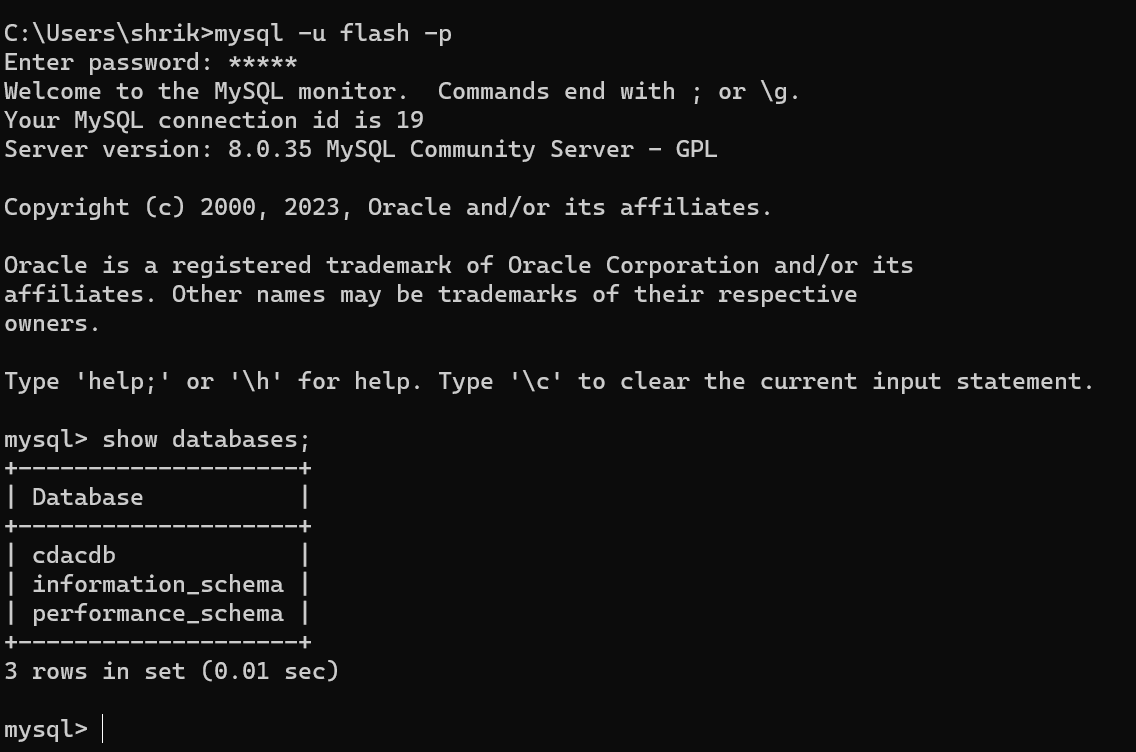 C:\Users\shrik>mysql -u flash -p
Enter password: *****
Welcome to the MySQL monitor.  Commands end with ; or \g.
Your MySQL connection id is 19
Server version: 8.0.35 MySQL Community Server - GPL

Copyright (c) 2000, 2023, Oracle and/or its affiliates.

Oracle is a registered trademark of Oracle Corporation and/or its
affiliates. Other names may be trademarks of their respective
owners.

Type 'help;' or '\h' for help. Type '\c' to clear the current input statement.

mysql> show databases;
+--------------------+
| Database           |
+--------------------+
| cdacdb             |
| information_schema |
| performance_schema |
+--------------------+
3 rows in set (0.01 sec)

mysql>